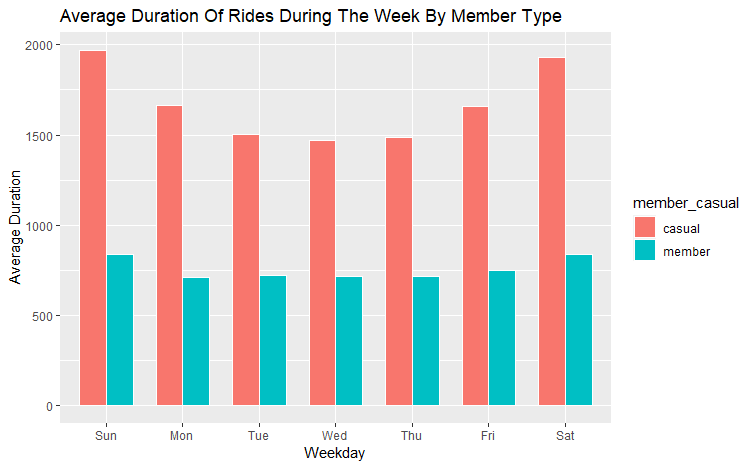 Average Duration Of Rides During The Week By Member Type
Average Duration
2000
1500
1000
500
0
Sun Mon Tue Wed Thu Fri Sat
Weekday
member_casual
casual
member